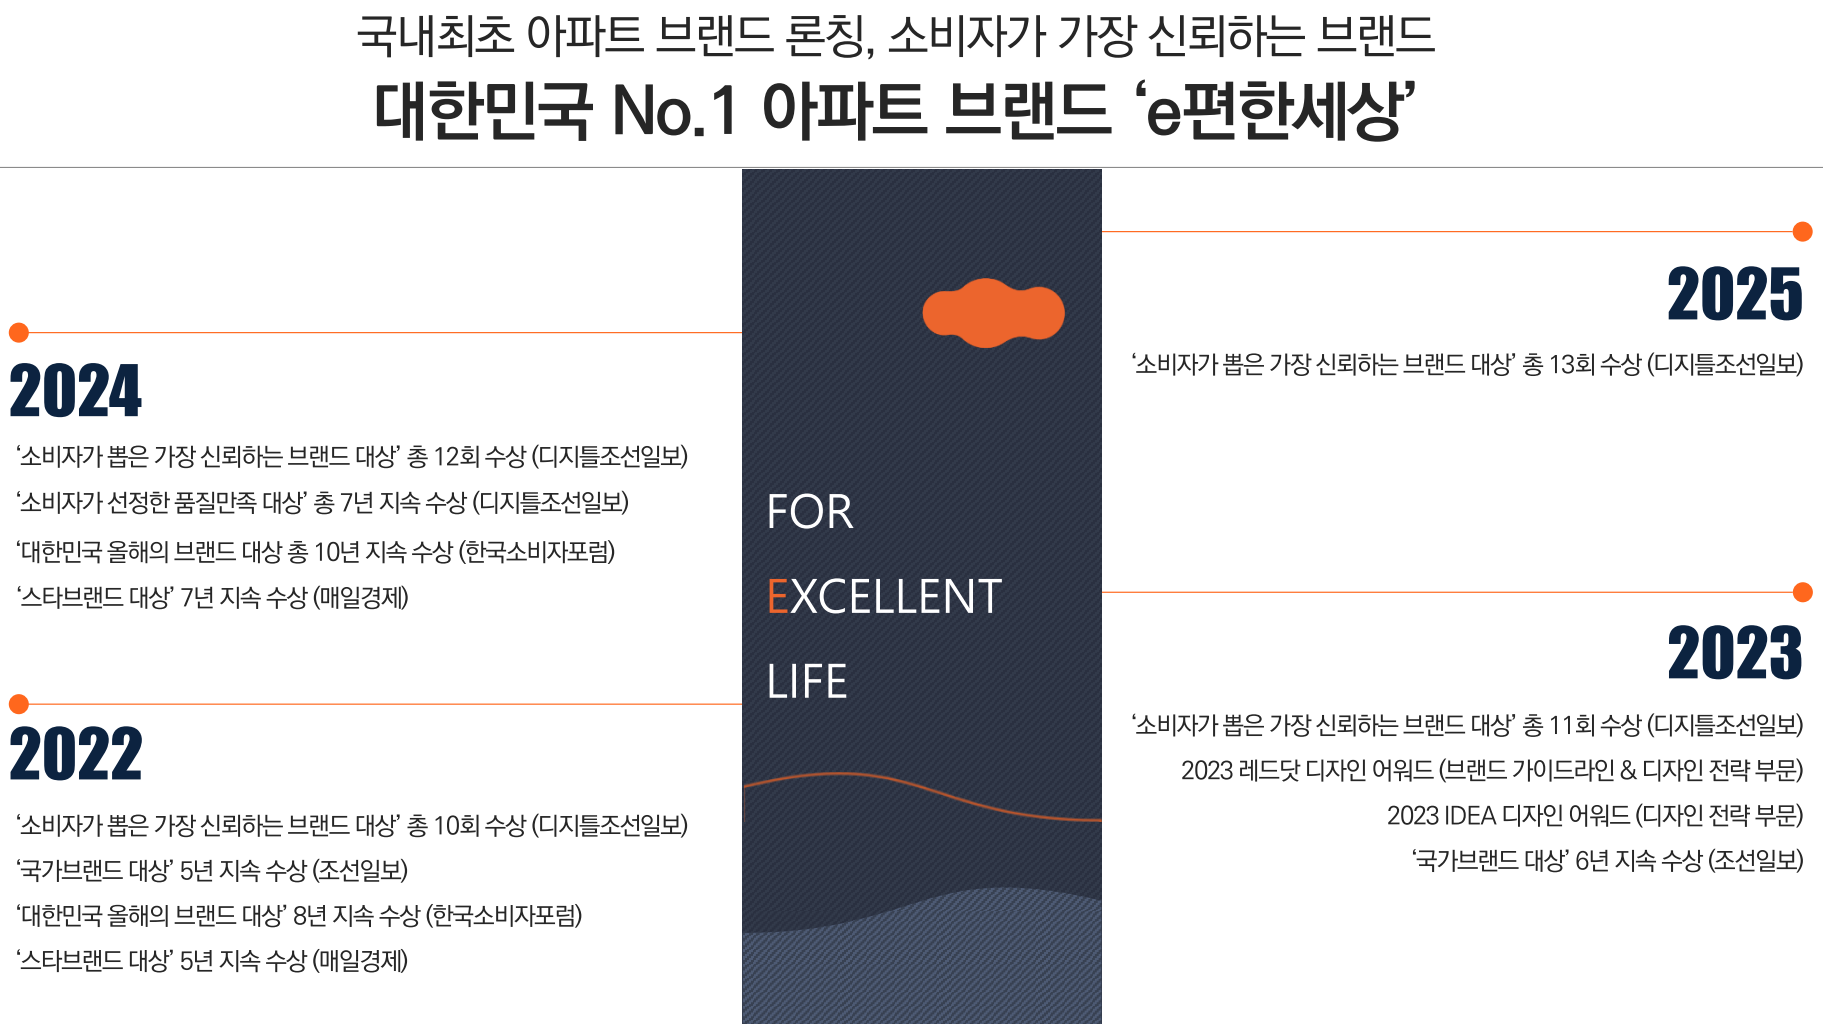 국내최초 아파트 브랜드 론칭, 소비자가 가장 신뢰하는 브랜드
대한민국 No.1 아파트 브랜드 ‘e편한세상’
2025
‘소비자가 뽑은 가장 신뢰하는 브랜드 대상’ 총 13회 수상 (디지틀조선일보)
2024
‘소비자가 뽑은 가장 신뢰하는 브랜드 대상’ 총 12회 수상 (디지틀조선일보)
‘소비자가 선정한 품질만족 대상’ 총 7년 지속 수상 (디지틀조선일보)
‘대한민국 올해의 브랜드 대상 총 10년 지속 수상 (한국소비자포럼)
‘스타브랜드 대상’ 7년 지속 수상 (매일경제)
FOR
EXCELLENT
LIFE
2023
‘소비자가 뽑은 가장 신뢰하는 브랜드 대상’ 총 11회 수상 (디지틀조선일보)
2023 레드닷 디자인 어워드 (브랜드 가이드라인 & 디자인 전략 부문)
2023 IDEA 디자인 어워드 (디자인 전략 부문)
‘국가브랜드 대상’ 6년 지속 수상 (조선일보)
2022
‘소비자가 뽑은 가장 신뢰하는 브랜드 대상’ 총 10회 수상 (디지틀조선일보)
‘국가브랜드 대상’ 5년 지속 수상 (조선일보)
‘대한민국 올해의 브랜드 대상’ 8년 지속 수상 (한국소비자포럼)
‘스타브랜드 대상’ 5년 지속 수상 (매일경제)